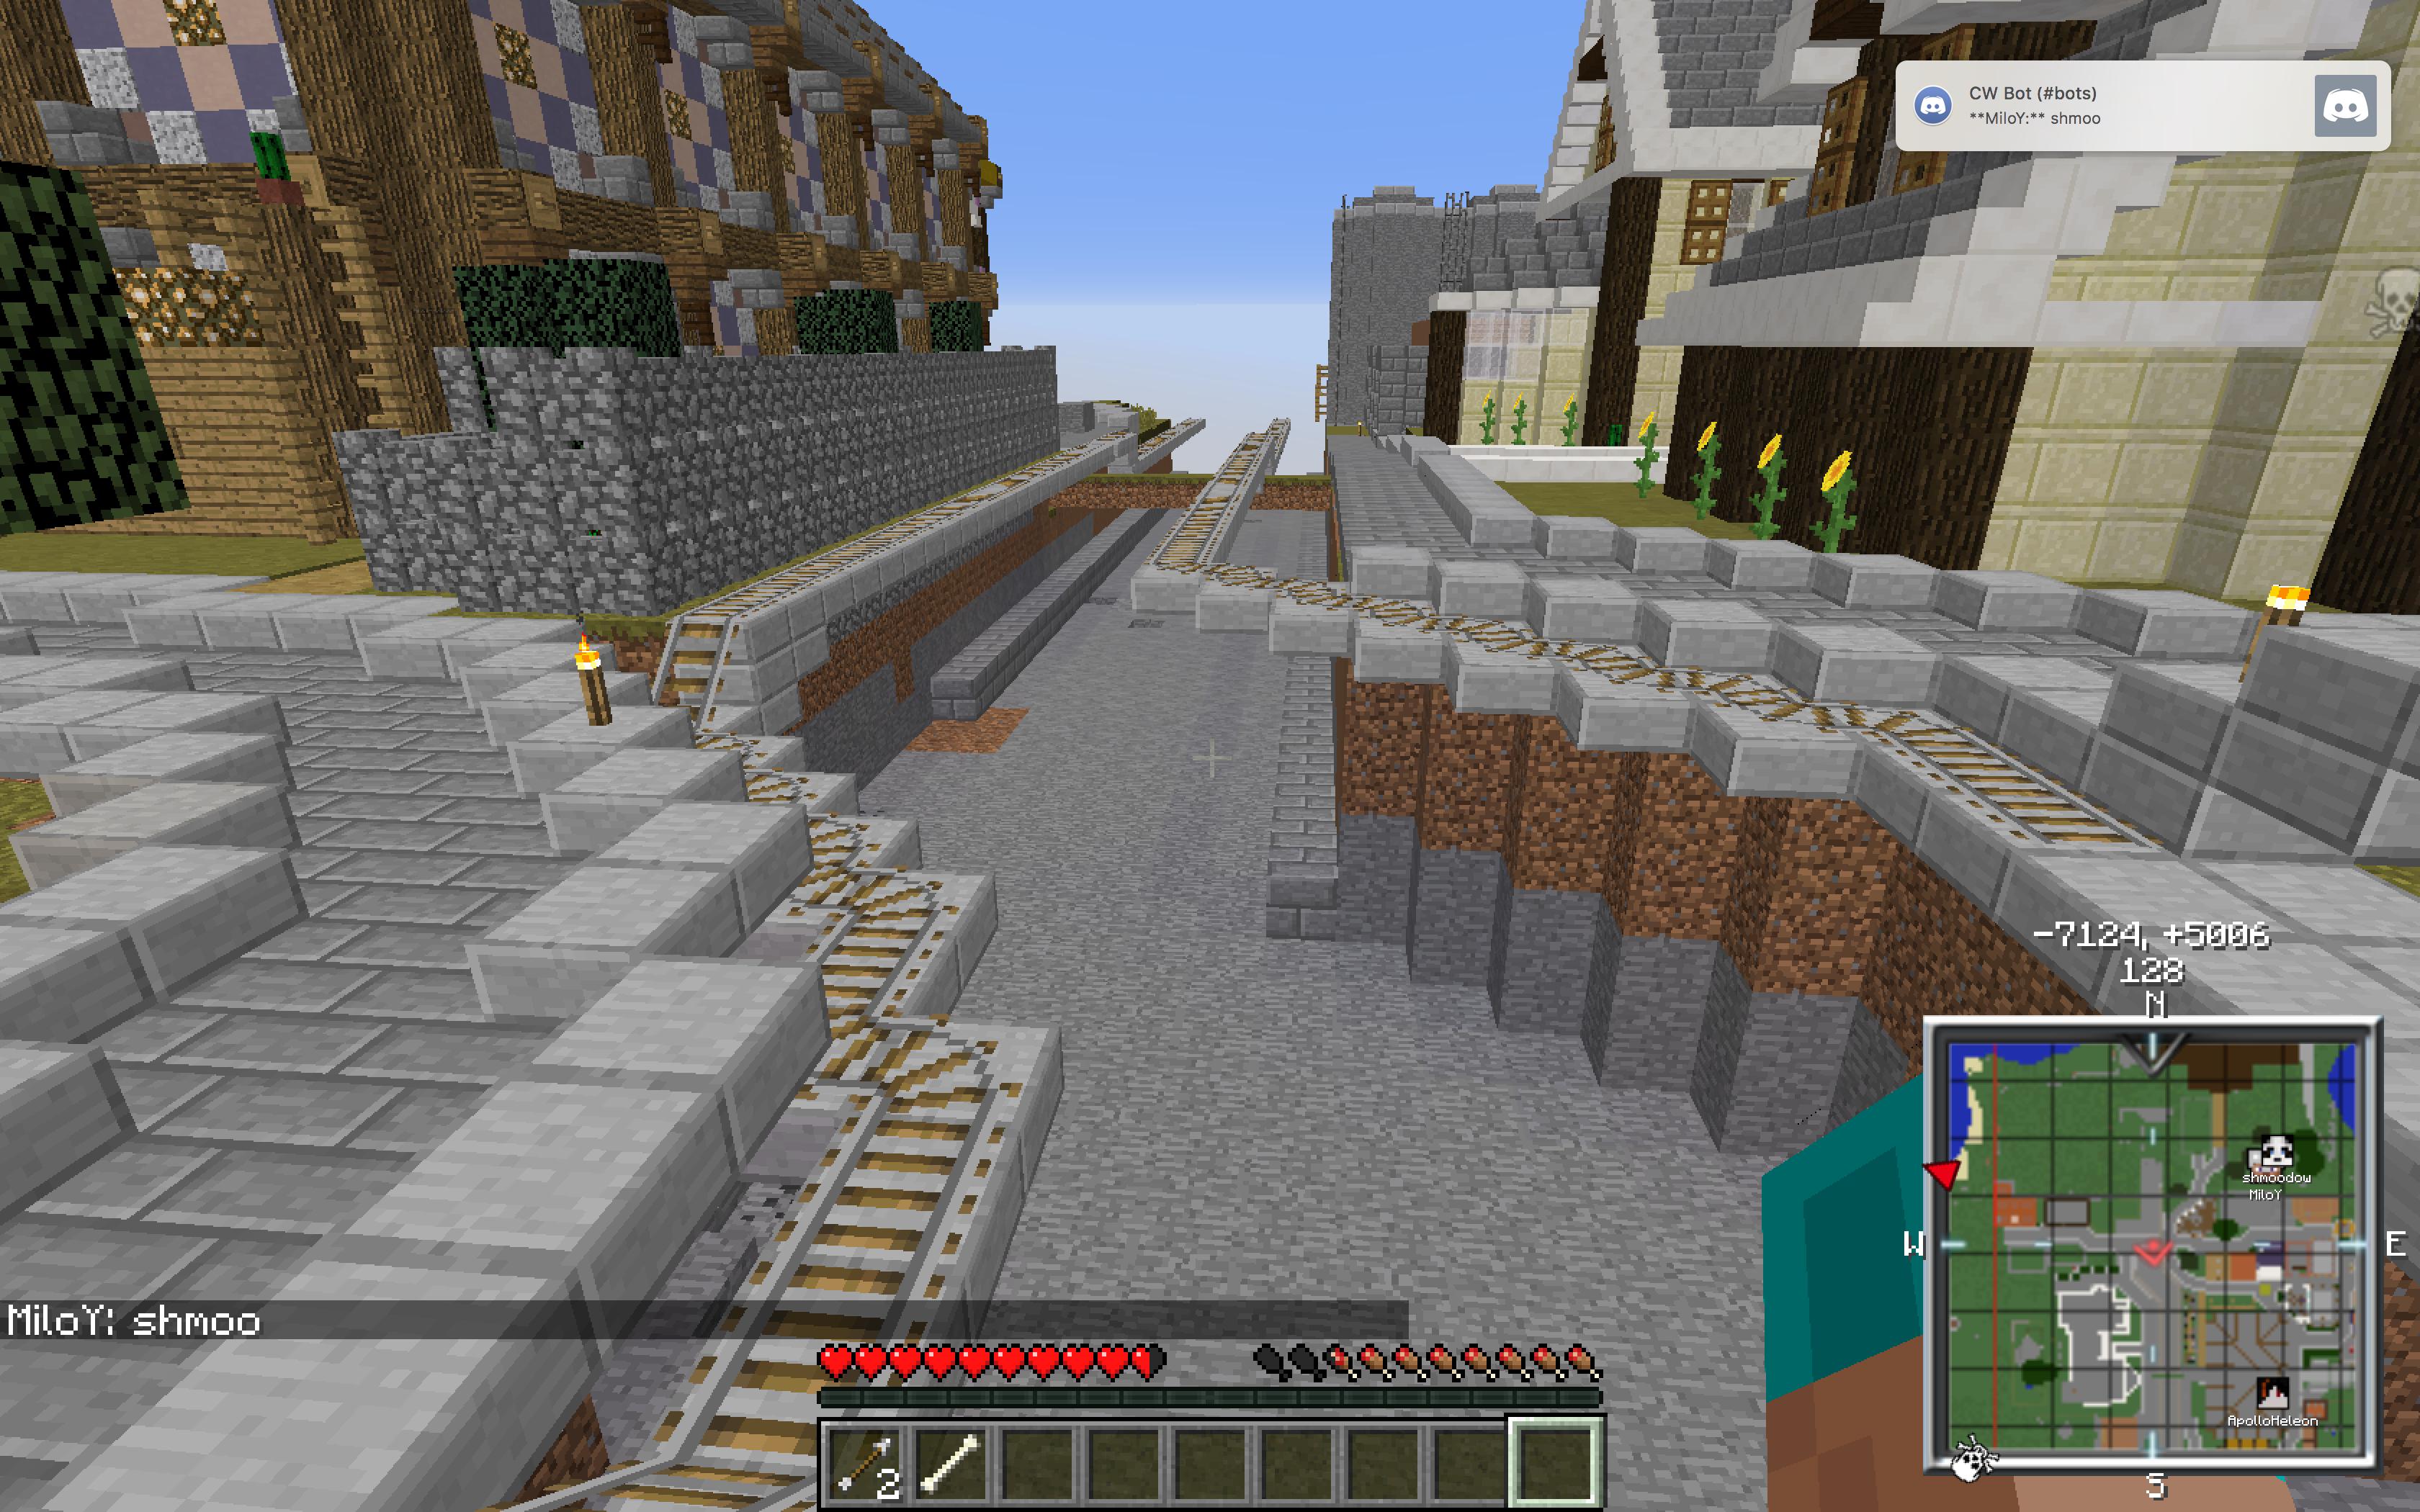 CW Bot (#bots)
**MiloY:** shmoo
-7124, +5006
128
N
shmoodow
MiloY
W
E
ApolloHeleon
S
MiloY: shmoo
2